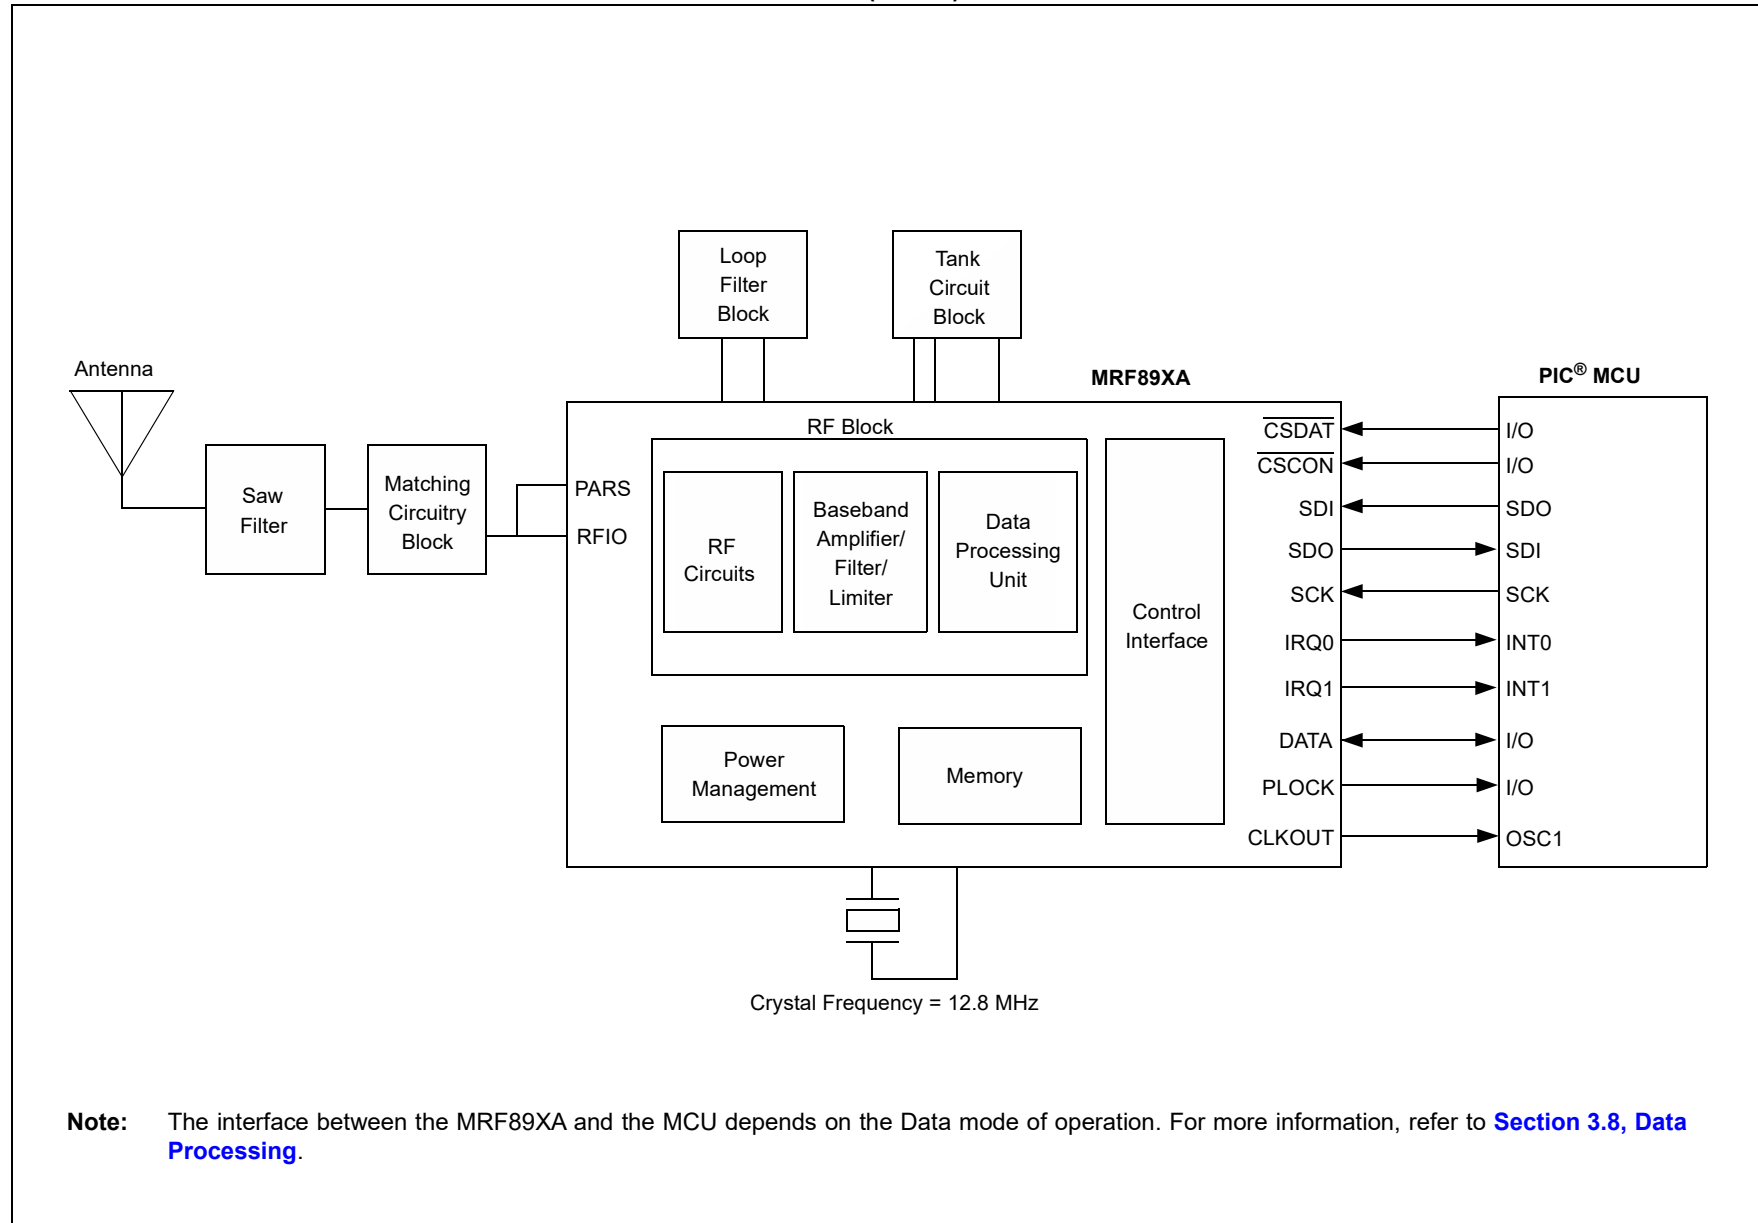 Loop
Filter
Block
Tank
Circuit
Block
Antenna
MRF89XA
PIC® MCU
RF Block
Saw
Filter
Matching
Circuitry
Block
PARS
RFIO
RF
Circuits
Baseband
Amplifier/
Filter/
Limiter
Data
Processing
Unit
Control
Interface
Power
Management
Memory
CSDAT
I/O
CSCON
I/O
SDI
SDO
SDO
SDI
SCK
SCK
IRQ0
INT0
IRQ1
INT1
DATA
I/O
PLOCK
I/O
CLKOUT
OSC1
Crystal Frequency = 12.8 MHz
Note: The interface between the MRF89XA and the MCU depends on the Data mode of operation. For more information, refer to Section 3.8, Data
Processing.